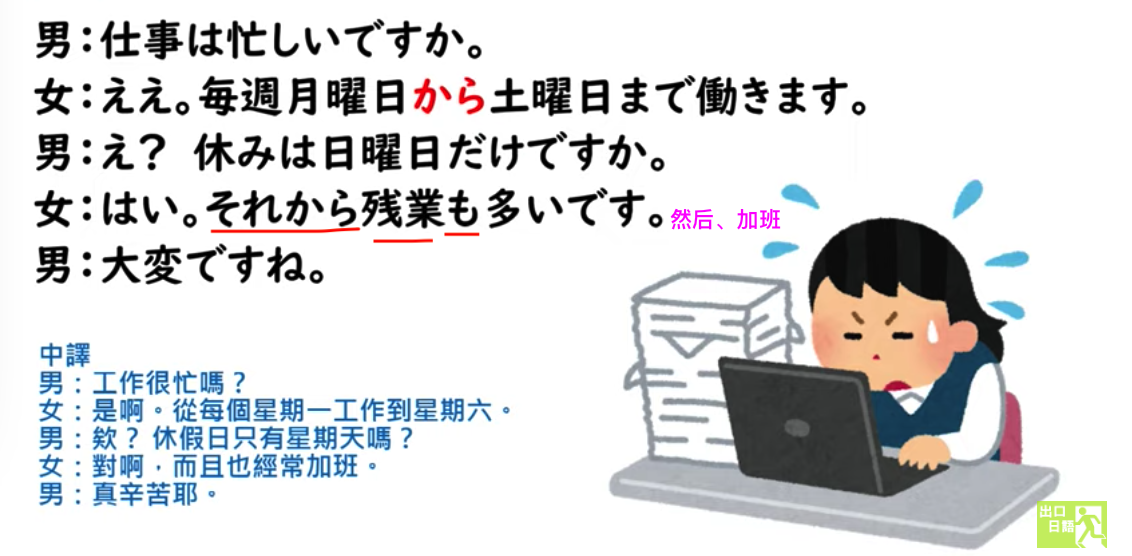 男：仕事は忙しいですか。
女：ええ。毎週月曜日から土曜日まで働きます。
男：え？ 休みは日曜日だけですか。
女：はい。それから残業も多いです。然后、加班
男：大変ですね。
中譯
男：工作很忙嗎？
女：是啊。從每個星期一工作到星期六。
男：欸？休假日只有星期天嗎？
女：對啊，而且也經常加班。
男：真辛苦耶。
出口
日語